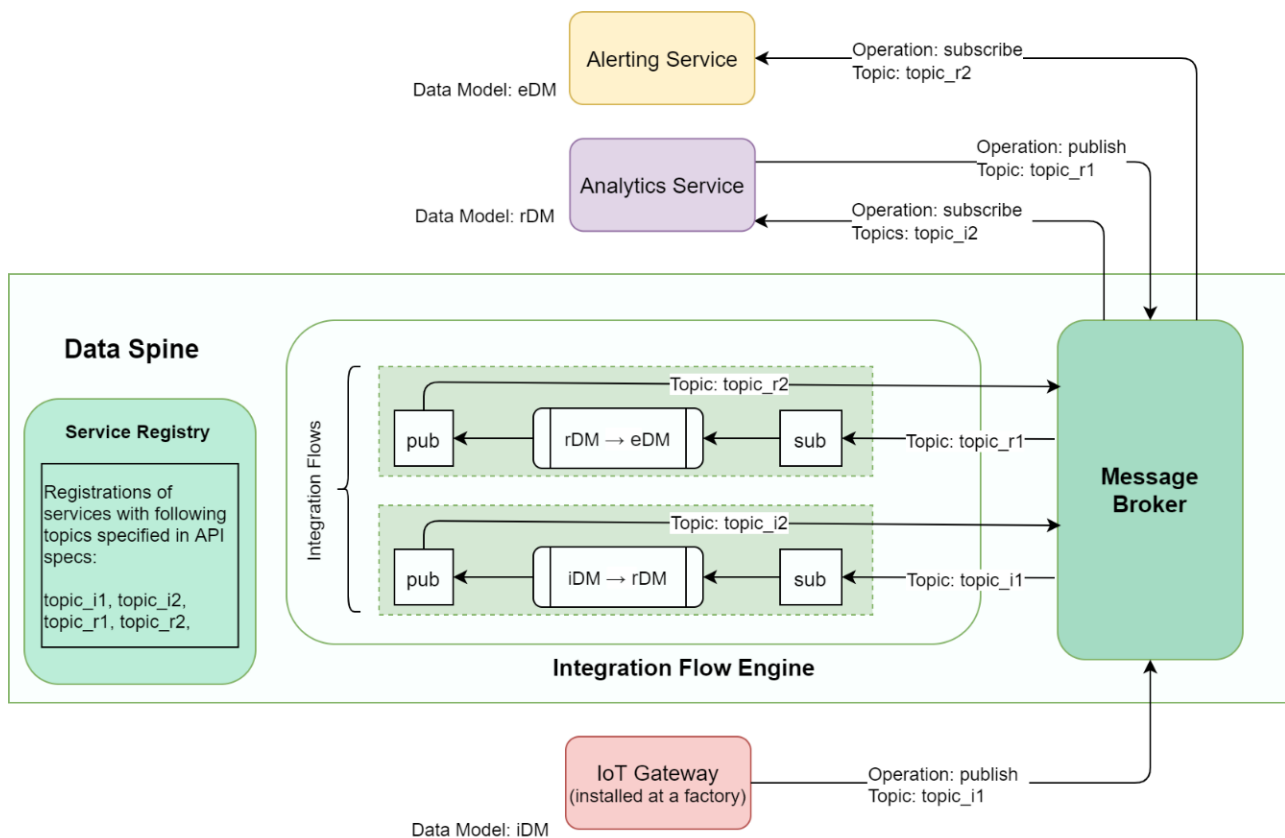 Alerting Service
Data Model: eDM
Operation: subscribe
Topic: topic_r2
Analytics Service
Data Model: rDM
Operation: publish
Topic: topic_r1
Operation: subscribe
Topics: topic_i2
Data Spine
Service Registry
Registrations of
services with following
topics specified in API
specs:
topic_i1, topic_i2,
topic_r1, topic_r2,
Integration Flows
Topic: topic_r2
pub
rDM → eDM
sub
Topic: topic_r1
Topic: topic_i2
pub
iDM → rDM
sub
Topic: topic_i1
Integration Flow Engine
Message
Broker
IoT Gateway
(installed at a factory)
Data Model: iDM
Operation: publish
Topic: topic_i1